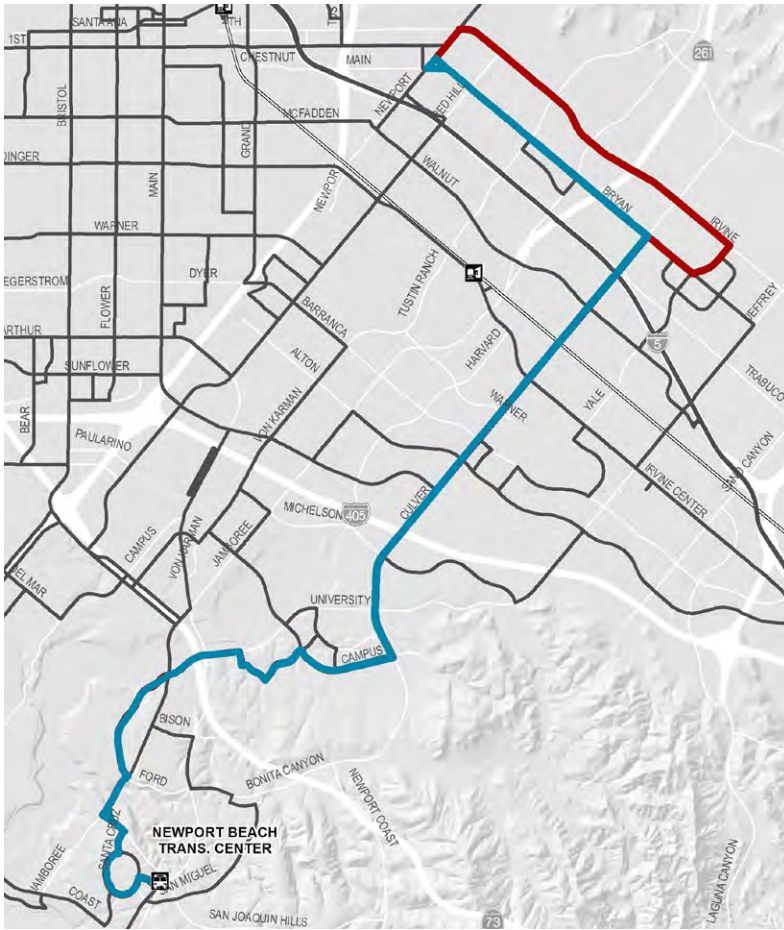 SANTA ANA
TH
1ST
CHESTNUT
MAIN
261
NEWPORT
RED HILL
BRISTOL
MCFADDEN
GRAND
DINGER
WALNUT
MAIN
NEWPOR
BRYAN
IRVINE
WARNER
DYER
TUSTIN RANCH
EGERSTROM
FLOWER
BARRANCA
JEFFREY
ARTHUR
HARVARD
5
SUNFLOWER
ALTON
TRABUCO
YALE
BEAR
VON KARMAN
WARNER
PAULARINO
SAND CANYON
IRVINE CENTER
CULVER
MICHELSON
405
CAMPUS
VON KARMAN
JAMBOREE
DEL MAR
UNIVERSITY
CAMPUS
BISON
BONITA CANYON
FORD
NEWPORT COAST
SANTA CRUZ
NEWPORT BEACH
TRANS. CENTER
JAMBOREE
SAN MIGUEL
COAST
LAGUNA CANYON
SAN JOAQUIN HILLS
73